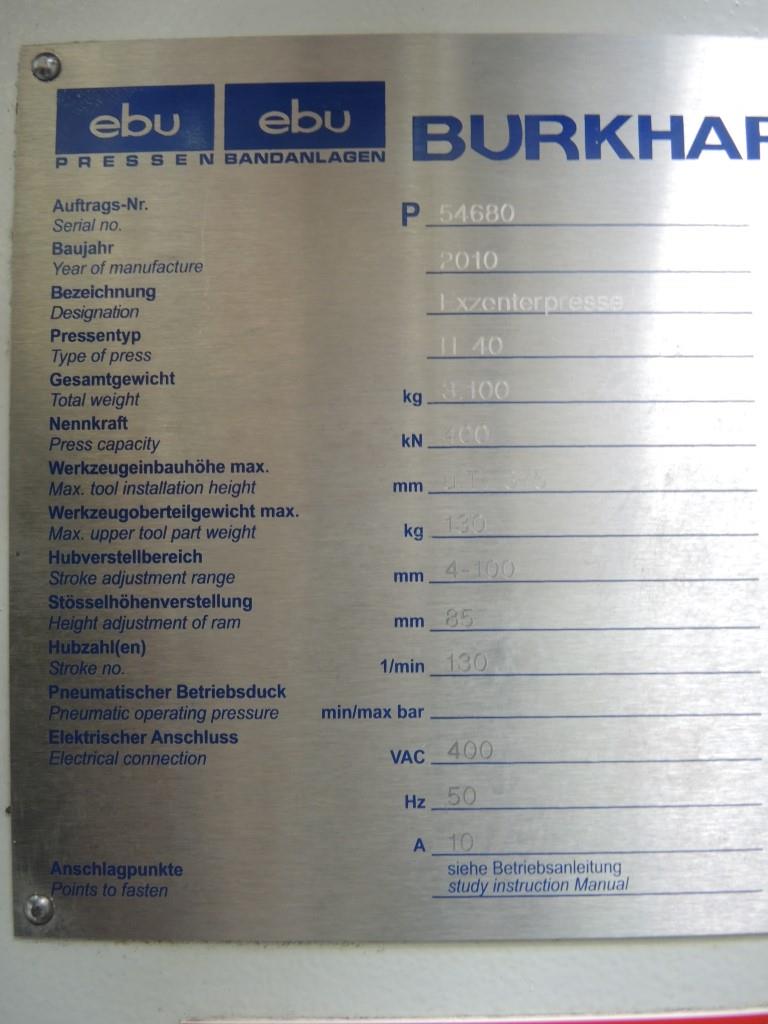 ebu ebu BURKHAR
PRESSEN BANDANLAGEN
Auftrags-Nr. P 54680
Serial no.
Baujahr
Year of manufacture 2010
Bezeichnung
Designation Exzenterpresse
Pressentyp
Type of press 40
Gesamtgewicht
Total weight kg 3.100
Nennkraft
Press capacity kN 400
Werkzeugeinbauhöhe max.
Max. tool installation height mm
Werkzeugoberteilgewicht max.
Max. upper tool part weight kg 130
Hubverstellbereich
Stroke adjustment range mm 4-100
Stösselhöhenverstellung
Height adjustment of ram mm 85
Hubzahl(en)
Stroke no. 1/min 130
Pneumatischer Betriebsduck
Pneumatic operating pressure min/max bar
Elektrischer Anschluss
Electrical connection VAC 400
Hz 50
A 10
Anschlagpunkte siehe Betriebsanleitung
Points to fasten study instruction Manual